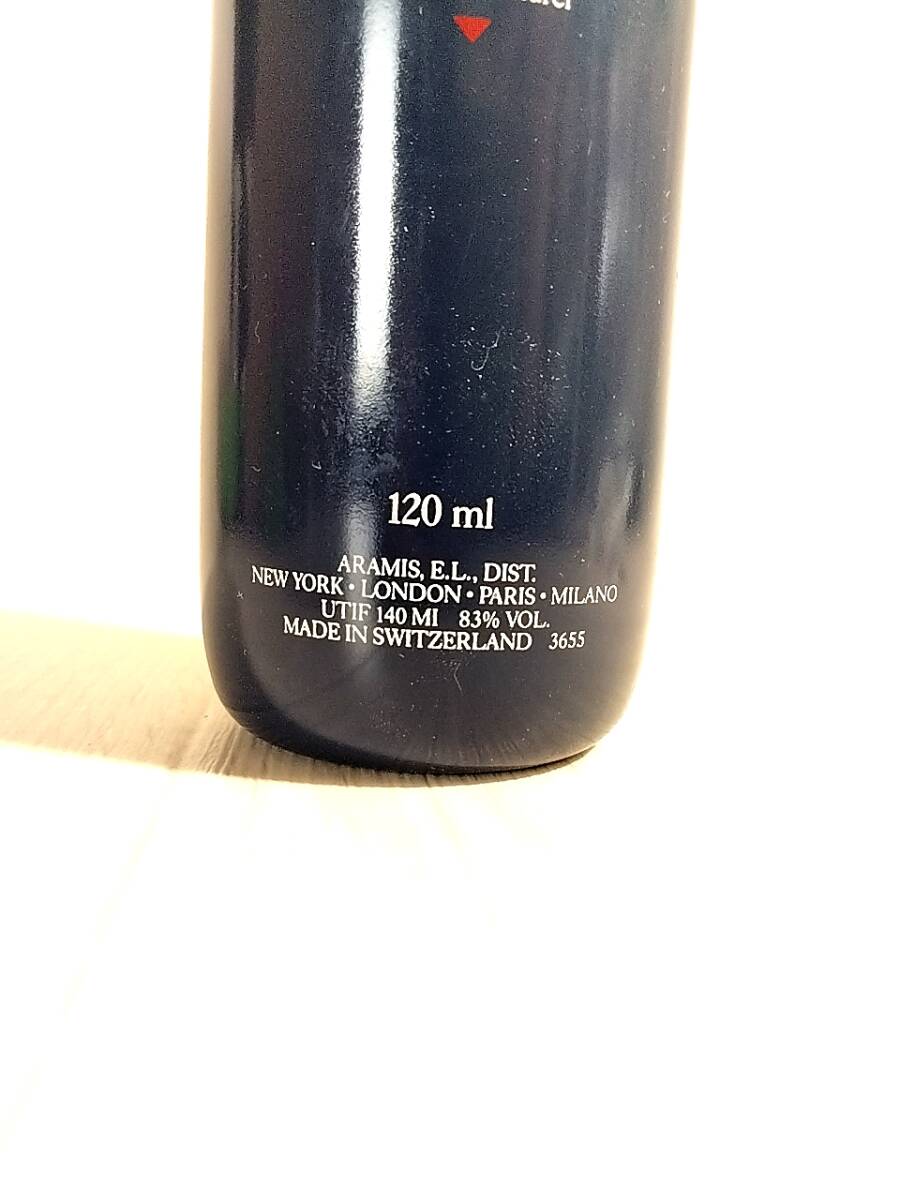 120 ml
ARAMIS, E.L., DIST.
NEW YORK • LONDON • PARIS • MILANO
UTIF 140 MI 83% VOL.
MADE IN SWITZERLAND 3655